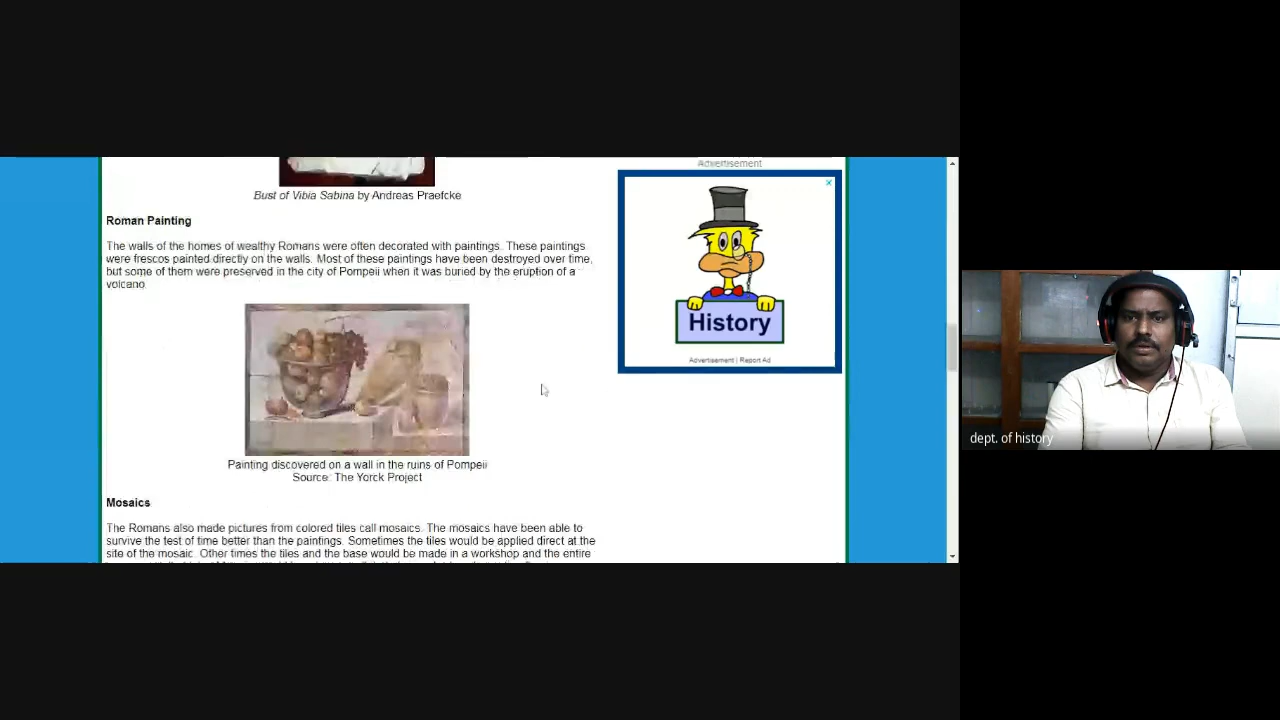 Advertisement
Bust of Vibia Sabina by Andreas Praefcke
Roman Painting
The walls of the homes of wealthy Romans were often decorated with paintings. These paintings
were frescos painted directly on the walls. Most of these paintings have been destroyed over time,
but some of them were preserved in the city of Pompeii when it was buried by the eruption of a
volcano.
History
Advertisement | Report Ad
Painting discovered on a wall in the ruins of Pompeii
Source: The Yorck Project
dept. of history
Mosaics
The Romans also made pictures from colored tiles call mosaics. The mosaics have been able to
survive the test of time better than the paintings. Sometimes the tiles would be applied direct at the
site of the mosaic. Other times the tiles and the base would be made in a workshop and the entire